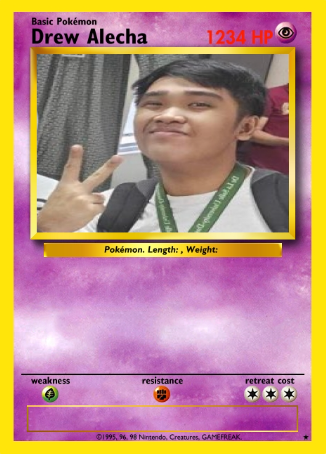 Basic Pokémon
Drew Alecha 1234 HP
Pokémon. Length: , Weight:
weakness resistance retreat cost
©1995, 96, 98 Nintendo, Creatures, GAMEFREAK.